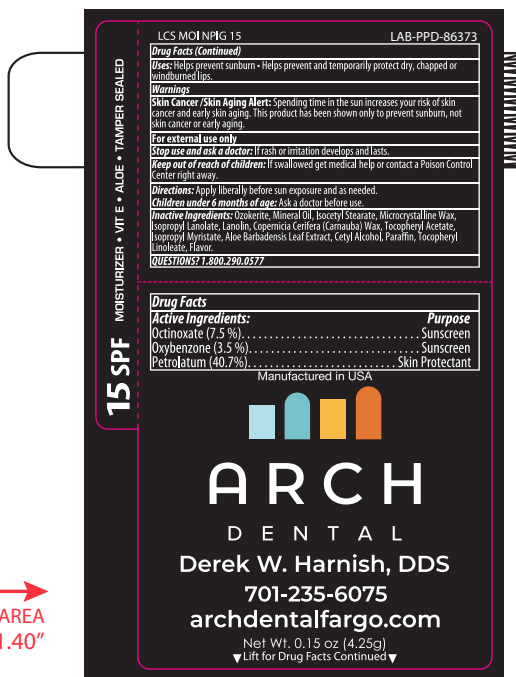 LCS MOI NPIG 15 LAB-PPD-86373
Drug Facts (Continued)
Uses: Helps prevent sunburn • Helps prevent and temporarily protect dry, chapped or
windburned lips.
Warnings
Skin Cancer /Skin Aging Alert: Spending time in the sun increases your risk of skin
cancer and early skin aging. This product has been shown only to prevent sunburn, not
skin cancer or early aging.
For external use only
Stop use and ask a doctor: If rash or irritation develops and lasts.
Keep out of reach of children: If swallowed get medical help or contact a Poison Control
Center right away.
Directions: Apply liberally before sun exposure and as needed.
Children under 6 months of age: Ask a doctor before use.
Inactive Ingredients: Ozokerite, Mineral Oil, Isocetyl Stearate, Microcrystalline Wax,
Isopropyl Lanolate, Lanolin, Copernicia Cerifera (Carnauba) Wax, Tocopheryl Acetate,
Isopropyl Myristate, Aloe Barbadensis Leaf Extract, Cetyl Alcohol, Paraffin, Tocopheryl
Linoleate, Flavor.
QUESTIONS? 1.800.290.0577
15 SPF MOISTURIZER • VIT E • ALOE • TAMPER SEALED
Drug Facts
Active Ingredients: Purpose
Octinoxate (7.5 %)............................Sunscreen
Oxybenzone (3.5 %)............................Sunscreen
Petrolatum (40.7%)........................Skin Protectant
Manufactured in USA
ARCH
DENTAL
Derek W. Harnish, DDS
701-235-6075
archdentalfargo.com
Net Wt. 0.15 oz (4.25g)
▼Lift for Drug Facts Continued▼
AREA
1.40”